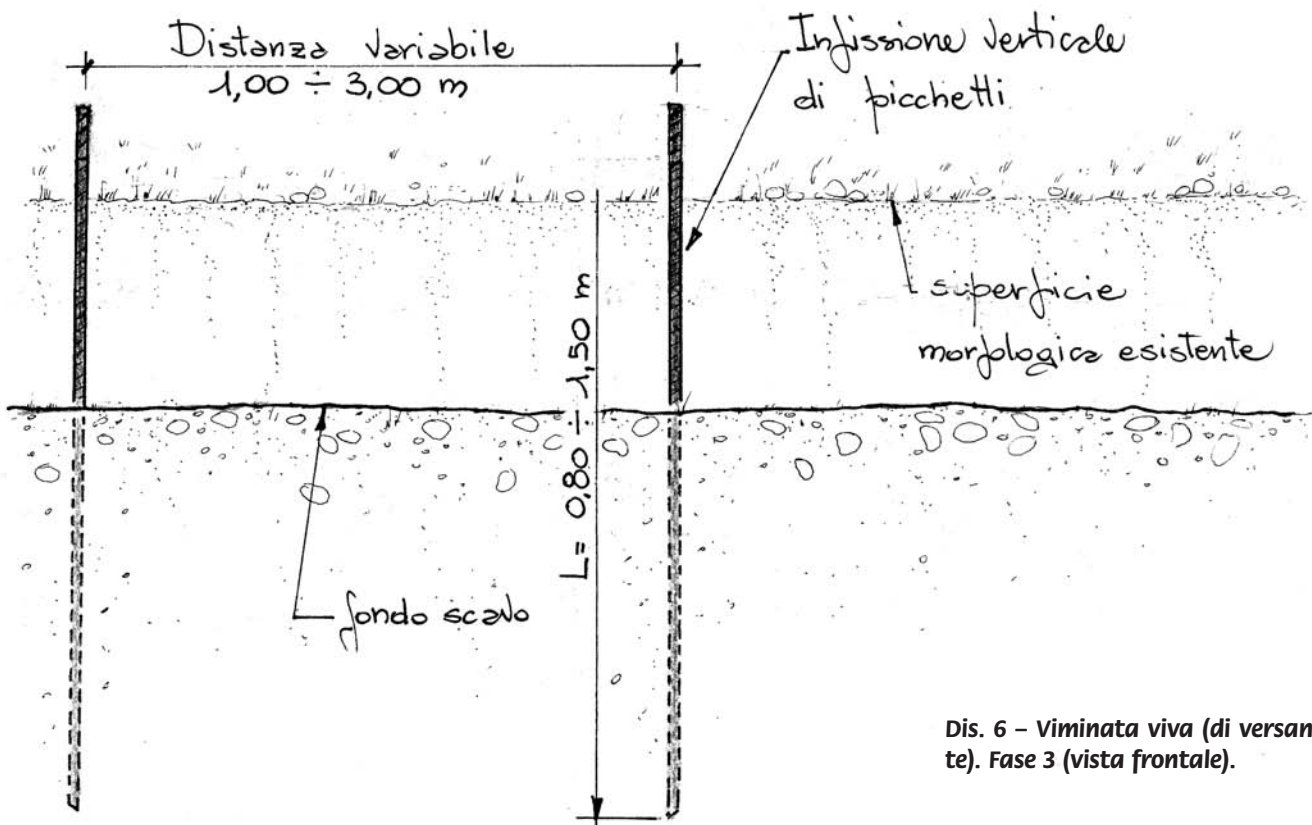 Distanza variabile
1,00 ÷ 3,00 m
Infissione verticale
di picchetti
superficie
morfologica esistente
L= 0,80 ÷ 1,50 m
fondo scavo
Dis. 6 – Viminata viva (di versan
te). Fase 3 (vista frontale).